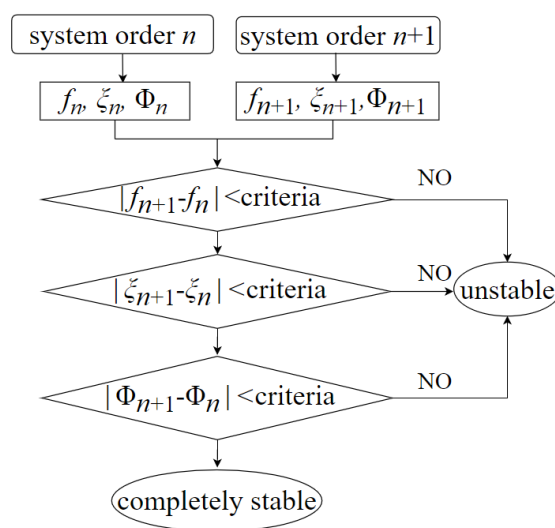 system order n
system order n+1
fₙ, ξₙ, Φₙ
fₙ₊₁, ξₙ₊₁,Φₙ₊₁
|fₙ₊₁-fₙ| <criteria
NO
|ξₙ₊₁-ξₙ| <criteria
NO
unstable
|Φₙ₊₁-Φₙ| <criteria
NO
completely stable